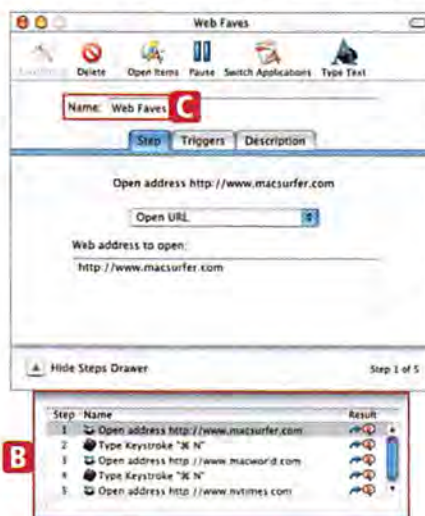 Web Faves
Delete Open Items Pause Switch Applications Type Text
Name: Web Faves C
Step Triggers Description
Open address http://www.macsurfer.com
Open URL
Web address to open:
http://www.macsurfer.com
Hide Steps Drawer Step 1 of 5
Step Name Result
1 Open address http://www.macsurfer.com
2 Type Keystroke "⌘ N"
B
3 Open address http://www.macworld.com
4 Type Keystroke "⌘ N"
5 Open address http://www.nytimes.com